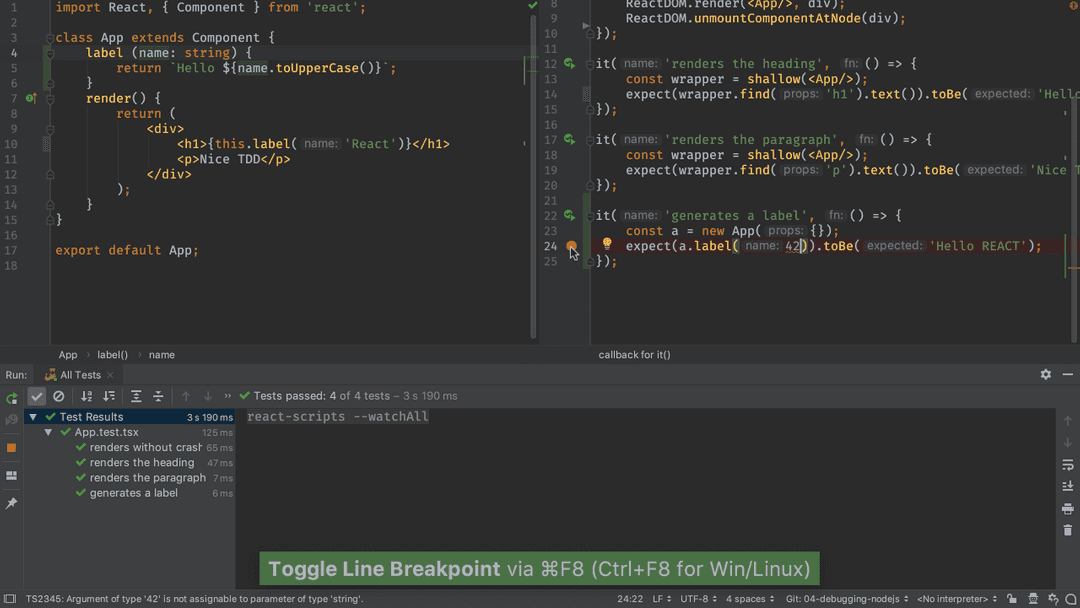 1 import React, { Component } from 'react';
2
3 class App extends Component {
4 label (name: string) {
5 return `Hello ${name.toUpperCase()}`;
6 }
7 render() {
8 return (
9 <div>
10 <h1>{this.label( name: 'React')}</h1>
11 <p>Nice TDD</p>
12 </div>
13 );
14 }
15 }
16
17 export default App;
18
8 ReactDOM.render(<App/>, div);
9 ReactDOM.unmountComponentAtNode(div);
10 });
11
12 it( name: 'renders the heading', fn: () => {
13 const wrapper = shallow(<App/>);
14 expect(wrapper.find( props: 'h1').text()).toBe( expected: 'Hello
15 });
16
17 it( name: 'renders the paragraph', fn: () => {
18 const wrapper = shallow(<App/>);
19 expect(wrapper.find( props: 'p').text()).toBe( expected: 'Nice T
20 });
21
22 it( name: 'generates a label', fn: () => {
23 const a = new App( props: {});
24 expect(a.label( name: 42)).toBe( expected: 'Hello REACT');
25 });
App › label() › name
callback for it()
Run: All Tests ×
» Tests passed: 4 of 4 tests – 3 s 190 ms
Test Results 3 s 190 ms
App.test.tsx 125 ms
renders without crash 65 ms
renders the heading 47 ms
renders the paragraph 7 ms
generates a label 6 ms
react-scripts --watchAll
Toggle Line Breakpoint via ⌘F8 (Ctrl+F8 for Win/Linux)
TS2345: Argument of type '42' is not assignable to parameter of type 'string'. 24:22 LF UTF-8 4 spaces Git: 04-debugging-nodejs <No interpreter>